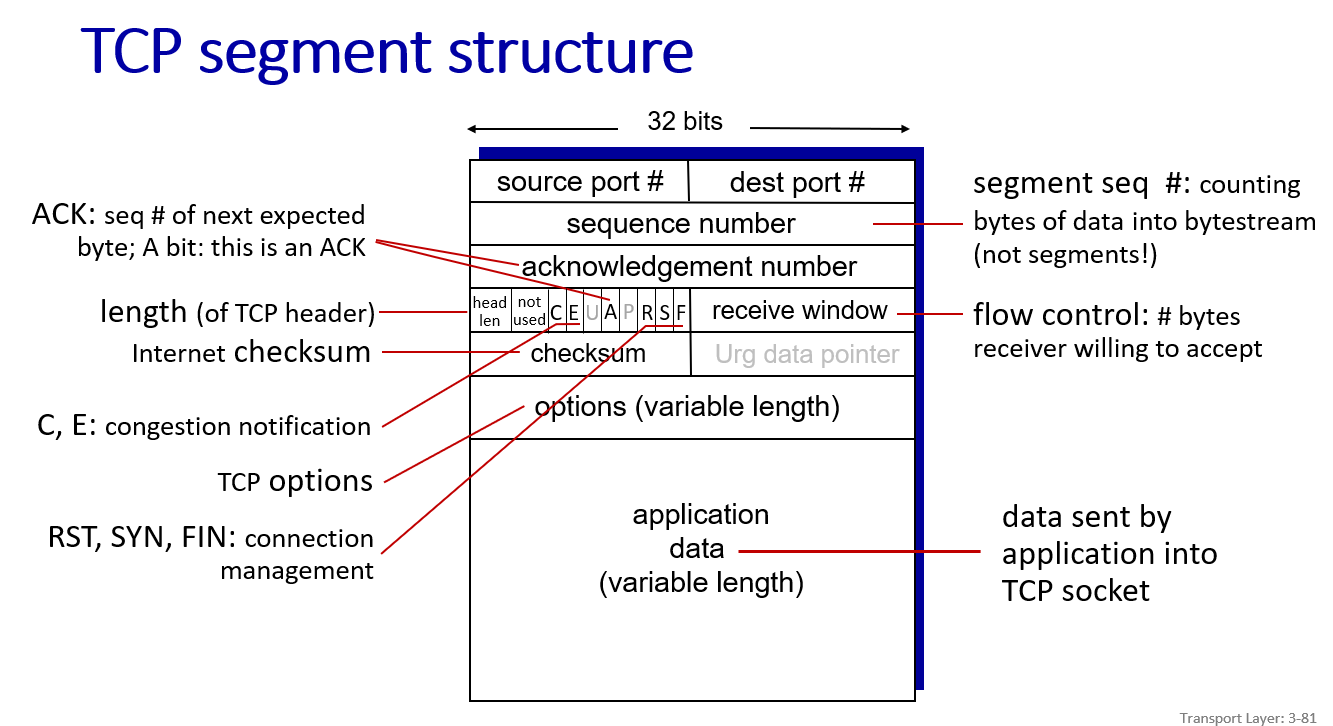 TCP segment structure
32 bits
source port #
dest port #
sequence number
acknowledgement number
head
len
not
used
C
E
U
A
P
R
S
F
receive window
checksum
Urg data pointer
options (variable length)
application
data
(variable length)
ACK: seq # of next expected
byte; A bit: this is an ACK
length (of TCP header)
Internet checksum
C, E: congestion notification
TCP options
RST, SYN, FIN: connection
management
segment seq #: counting
bytes of data into bytestream
(not segments!)
flow control: # bytes
receiver willing to accept
data sent by
application into
TCP socket
Transport Layer: 3-81